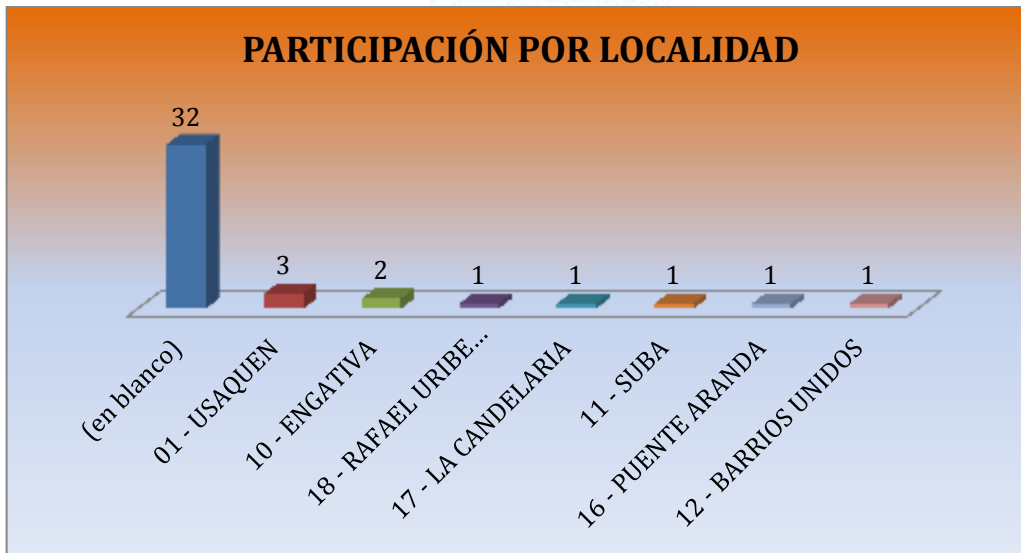 PARTICIPACIÓN POR LOCALIDAD
32
3
2
1
1
1
1
1
(en blanco)
01 - USAQUEN
10 - ENGATIVA
18 - RAFAEL URIBE...
17 - LA CANDELARIA
11 - SUBA
16 - PUENTE ARANDA
12 - BARRIOS UNIDOS